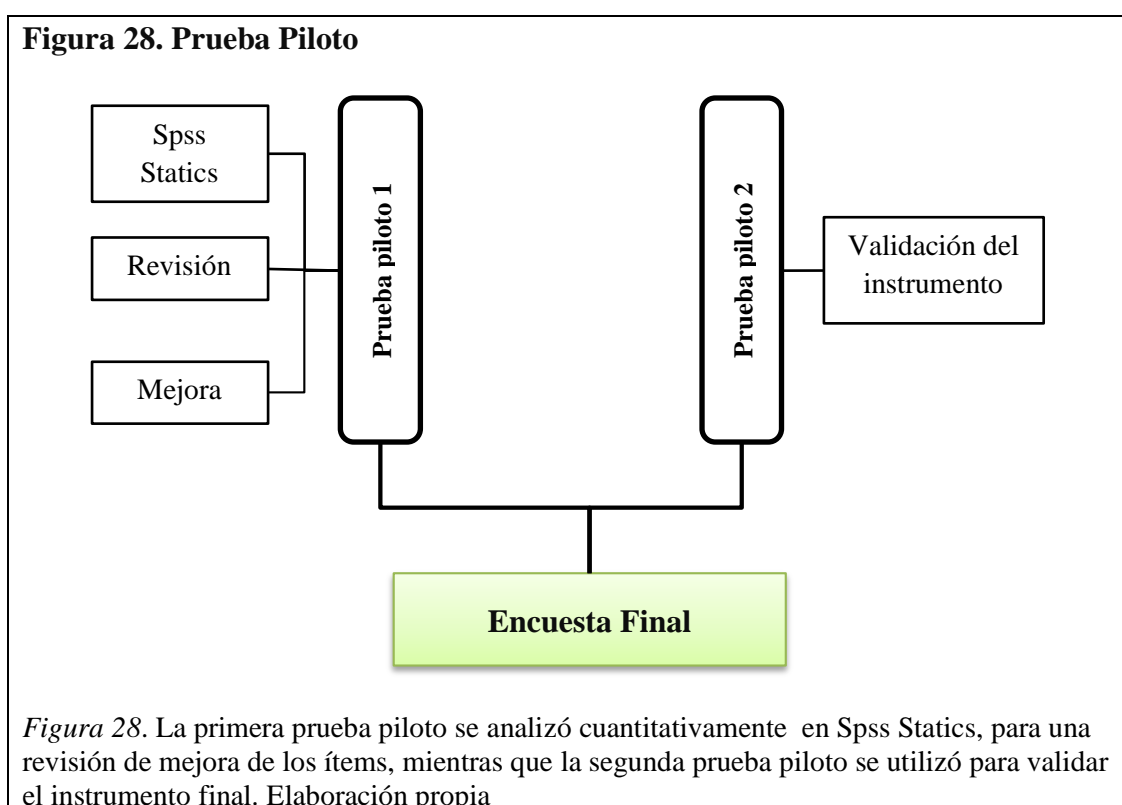 Figura 28. Prueba Piloto
Spss
Statics
Revisión
Mejora
Prueba piloto 1
Prueba piloto 2
Validación del
instrumento
Encuesta Final
Figura 28. La primera prueba piloto se analizó cuantitativamente en Spss Statics, para una
revisión de mejora de los ítems, mientras que la segunda prueba piloto se utilizó para validar
el instrumento final. Elaboración propia